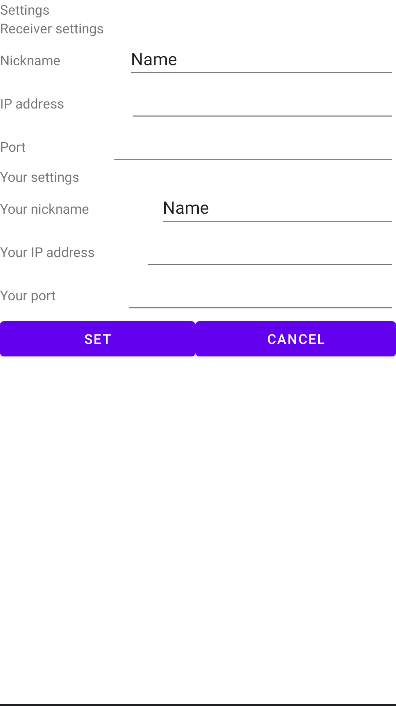 Settings
Receiver settings
Nickname Name
IP address
Port
Your settings
Your nickname Name
Your IP address
Your port
SET CANCEL